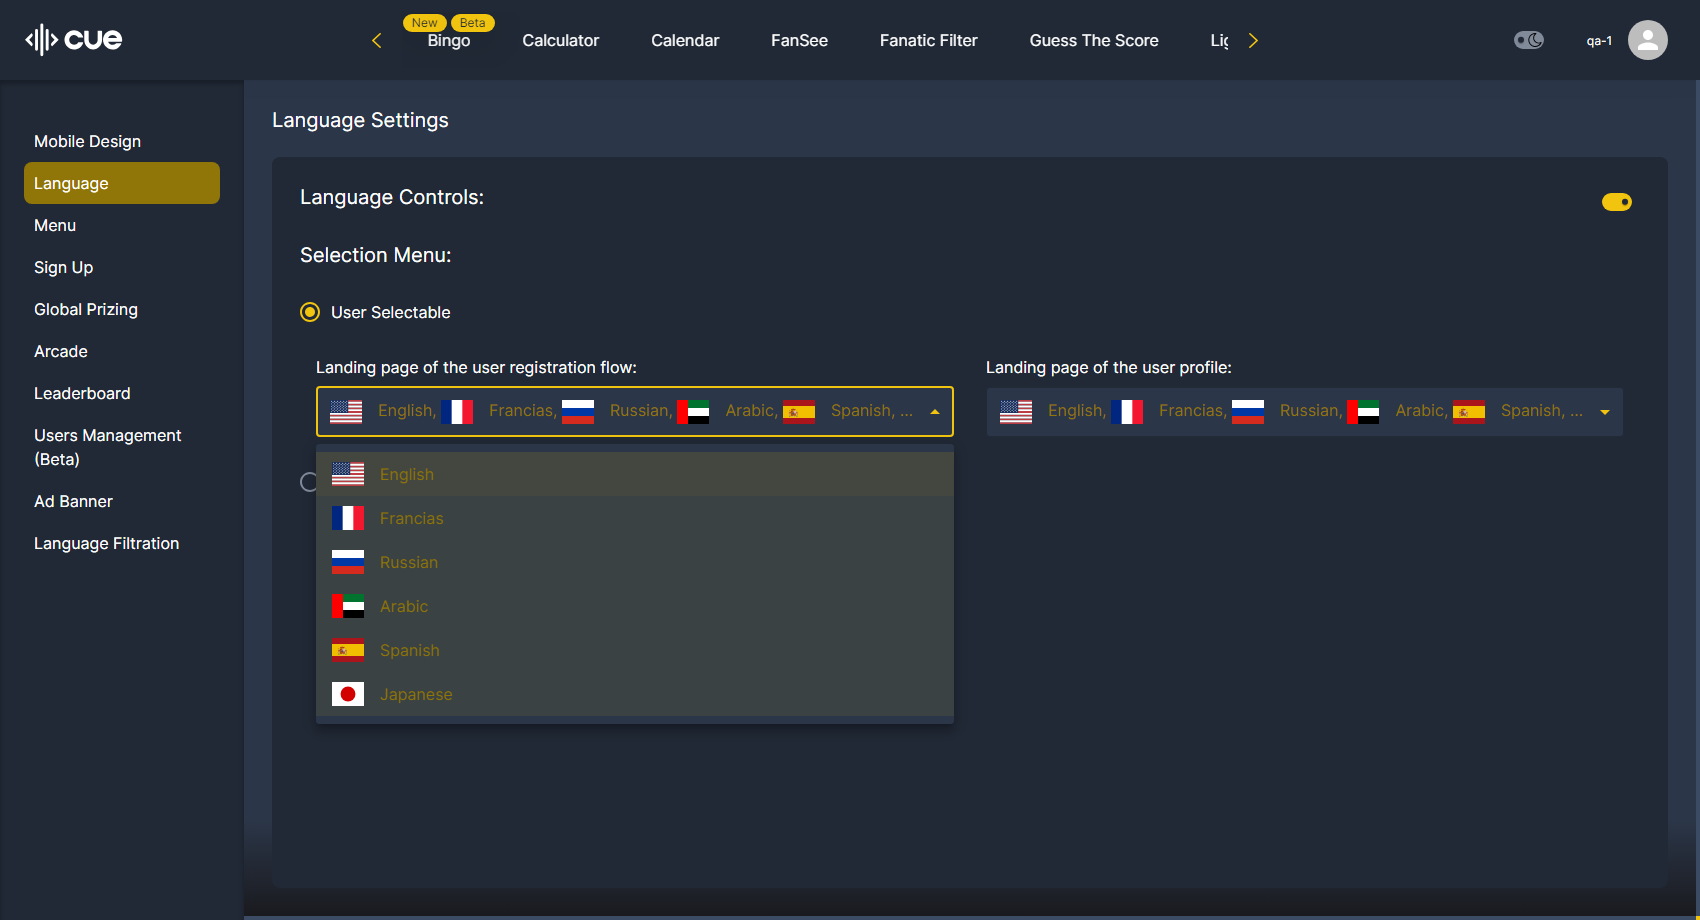 cue
New Beta
Bingo Calculator Calendar FanSee Fanatic Filter Guess The Score
qa-1
Mobile Design
Language
Menu
Sign Up
Global Prizing
Arcade
Leaderboard
Users Management
(Beta)
Ad Banner
Language Filtration
Language Settings
Language Controls:
Selection Menu:
User Selectable
Landing page of the user registration flow:
English, Francias, Russian, Arabic, Spanish, ...
English
Francias
Russian
Arabic
Spanish
Japanese
Landing page of the user profile:
English, Francias, Russian, Arabic, Spanish, ...